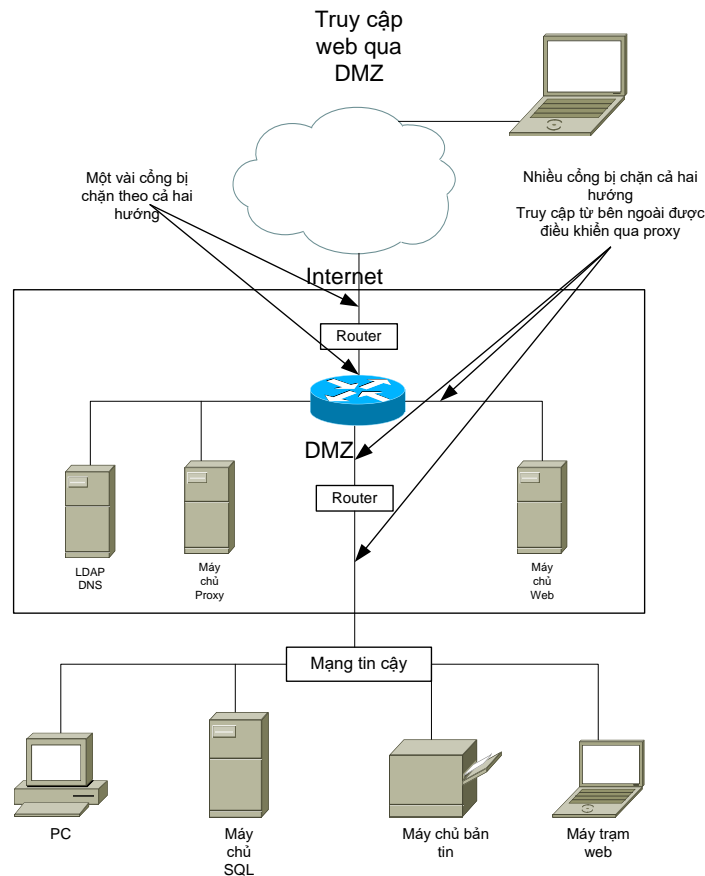 Truy cập
web qua
DMZ
Một vài cổng bị
chặn theo cả hai
hướng
Nhiều cổng bị chặn cả hai
hướng
Truy cập từ bên ngoài được
điều khiển qua proxy
Internet
Router
DMZ
Router
LDAP
DNS
Máy
chủ
Proxy
Máy
chủ
Web
Mạng tin cậy
PC
Máy
chủ
SQL
Máy chủ bản
tin
Máy trạm
web